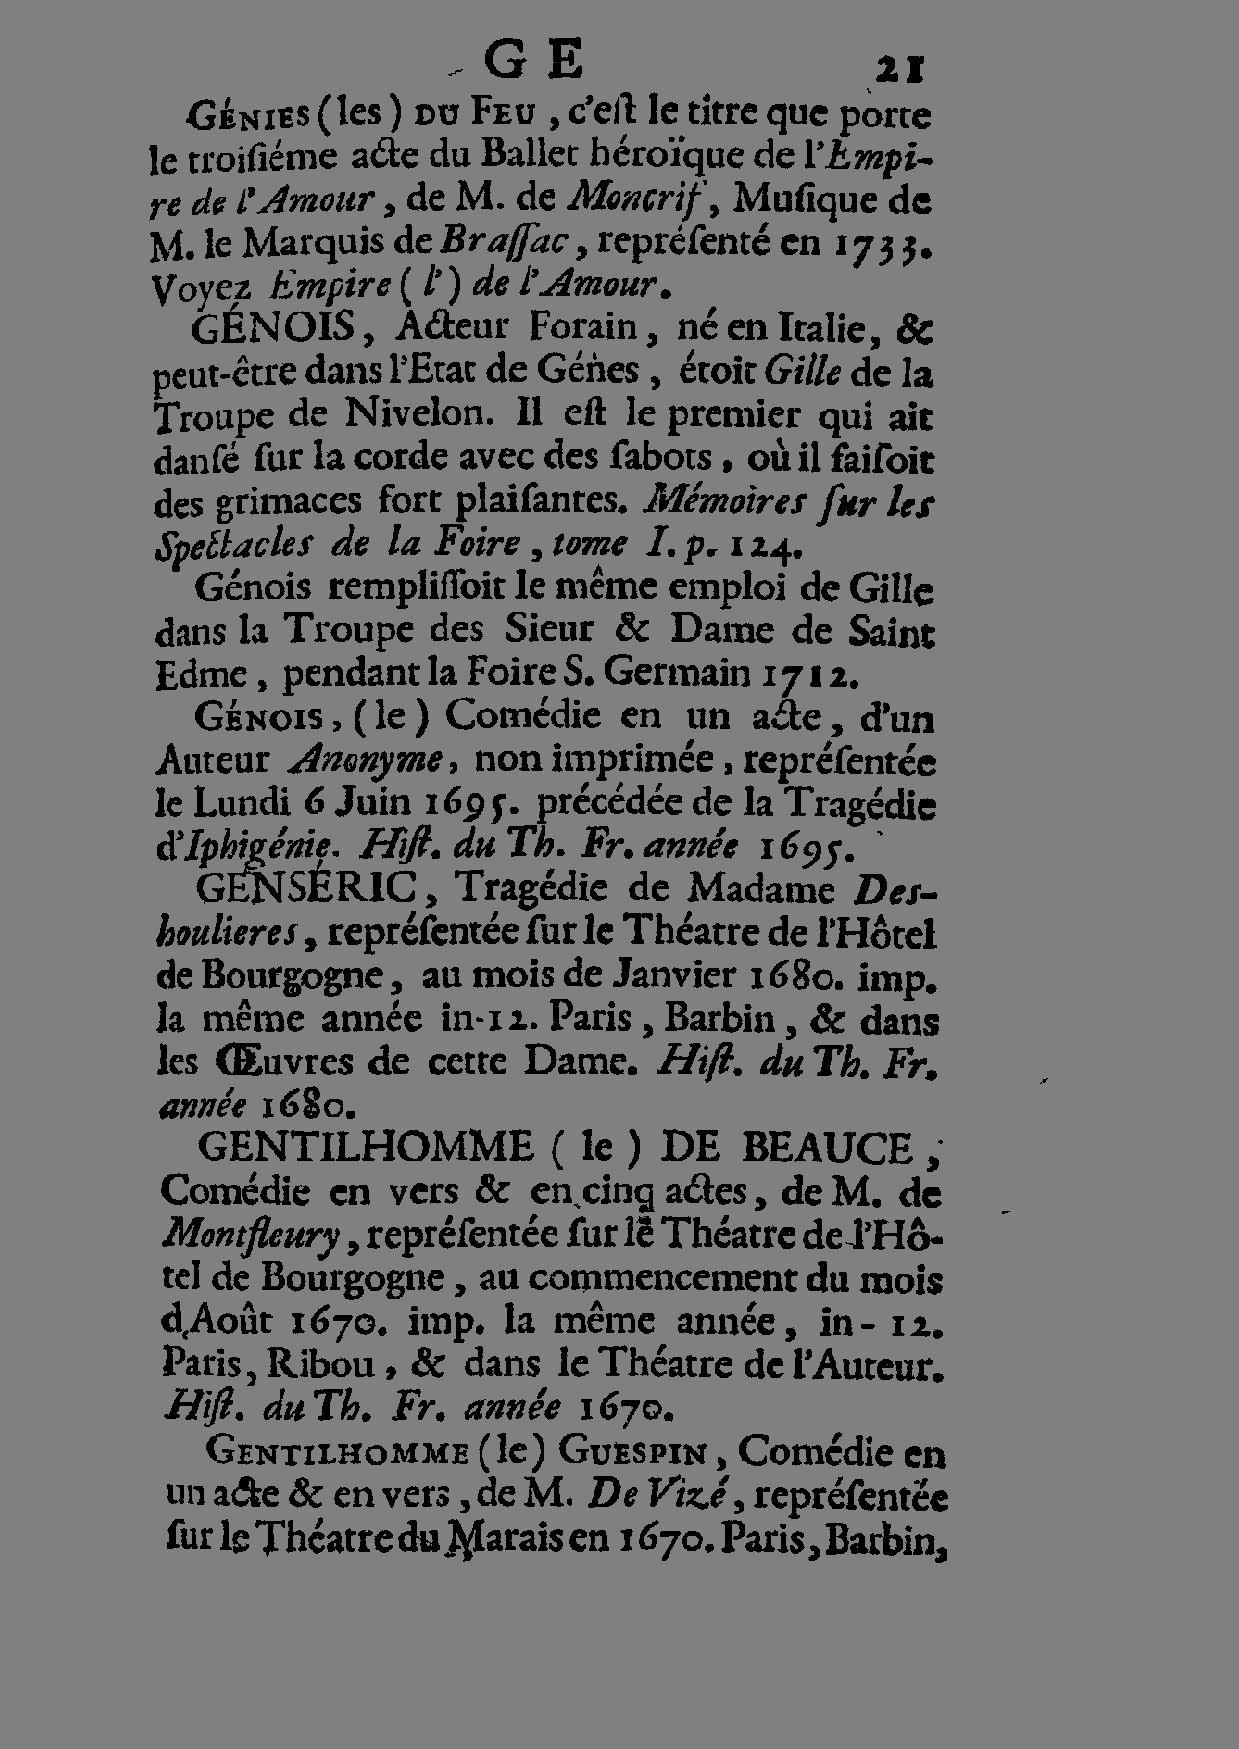 G E 21
GÉNIES (les) DU FEU, c'eſt le titre que porte
le troiſiéme acte du Ballet héroïque de l'Empi-
re de l'Amour, de M. de Moncrif, Muſique de
M. le Marquis de Braſſac, repréſenté en 1733.
Voyez Empire (l') de l'Amour.
GÉNOIS, Acteur Forain, né en Italie, &
peut-être dans l'Etat de Génes, étoit Gille de la
Troupe de Nivelon. Il eſt le premier qui ait
danſé ſur la corde avec des ſabots, où il faiſoit
des grimaces fort plaiſantes. Mémoires ſur les
Spectacles de la Foire, tome I. p. 124.
Génois rempliſſoit le même emploi de Gille
dans la Troupe des Sieur & Dame de Saint
Edme, pendant la Foire S. Germain 1712.
GÉNOIS, (le) Comédie en un acte, d'un
Auteur Anonyme, non imprimée, repréſentée
le Lundi 6 Juin 1695. précédée de la Tragédie
d'Iphigénie. Hiſt. du Th. Fr. année 1695.
GENSÉRIC, Tragédie de Madame Des-
houlieres, repréſentée ſur le Théatre de l'Hôtel
de Bourgogne, au mois de Janvier 1680. imp.
la même année in-12. Paris, Barbin, & dans
les Œuvres de cette Dame. Hiſt. du Th. Fr.
année 1680.
GENTILHOMME (le) DE BEAUCE,
Comédie en vers & en cinq actes, de M. de
Montfleury, repréſentée ſur le Théatre de l'Hô-
tel de Bourgogne, au commencement du mois
d'Août 1670. imp. la même année, in-12.
Paris, Ribou, & dans le Théatre de l'Auteur.
Hiſt. du Th. Fr. année 1670.
GENTILHOMME (le) GUESPIN, Comédie en
un acte & en vers, de M. De Vizé, repréſentée
ſur le Théatre du Marais en 1670. Paris, Barbin,